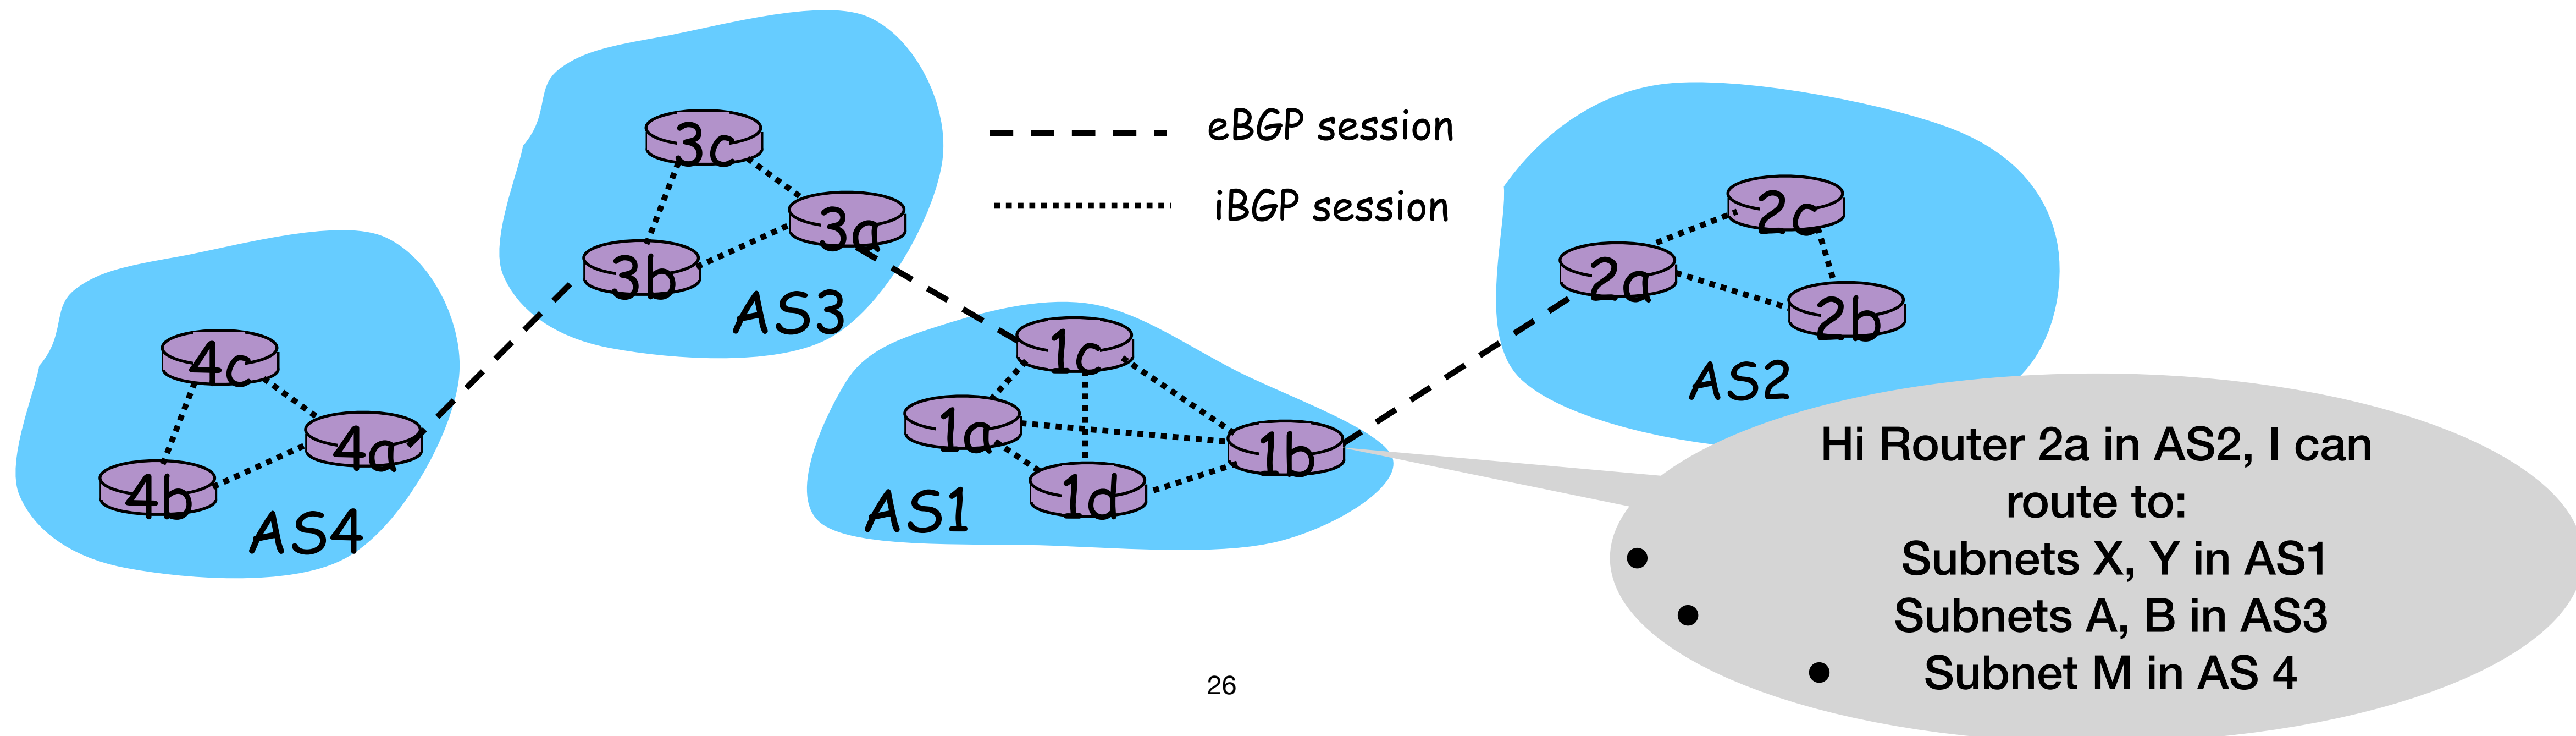 3c
eBGP session
3a
iBGP session
2c
3b
2a
AS3
2b
4c
1c
AS2
4a
1a
Hi Router 2a in AS2, I can
route to:
1b
4b
1d
AS1
AS4
• Subnets X, Y in AS1
• Subnets A, B in AS3
• Subnet M in AS 4
26